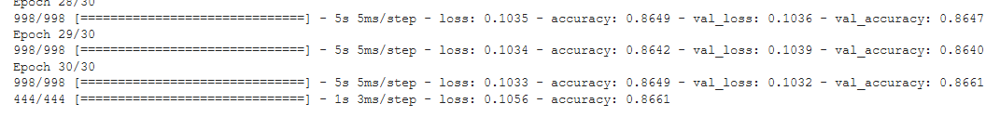 Epoch 28/30
998/998 [==============================] - 5s 5ms/step - loss: 0.1035 - accuracy: 0.8649 - val_loss: 0.1036 - val_accuracy: 0.8647
Epoch 29/30
998/998 [==============================] - 5s 5ms/step - loss: 0.1034 - accuracy: 0.8642 - val_loss: 0.1039 - val_accuracy: 0.8640
Epoch 30/30
998/998 [==============================] - 5s 5ms/step - loss: 0.1033 - accuracy: 0.8649 - val_loss: 0.1032 - val_accuracy: 0.8661
444/444 [==============================] - 1s 3ms/step - loss: 0.1056 - accuracy: 0.8661